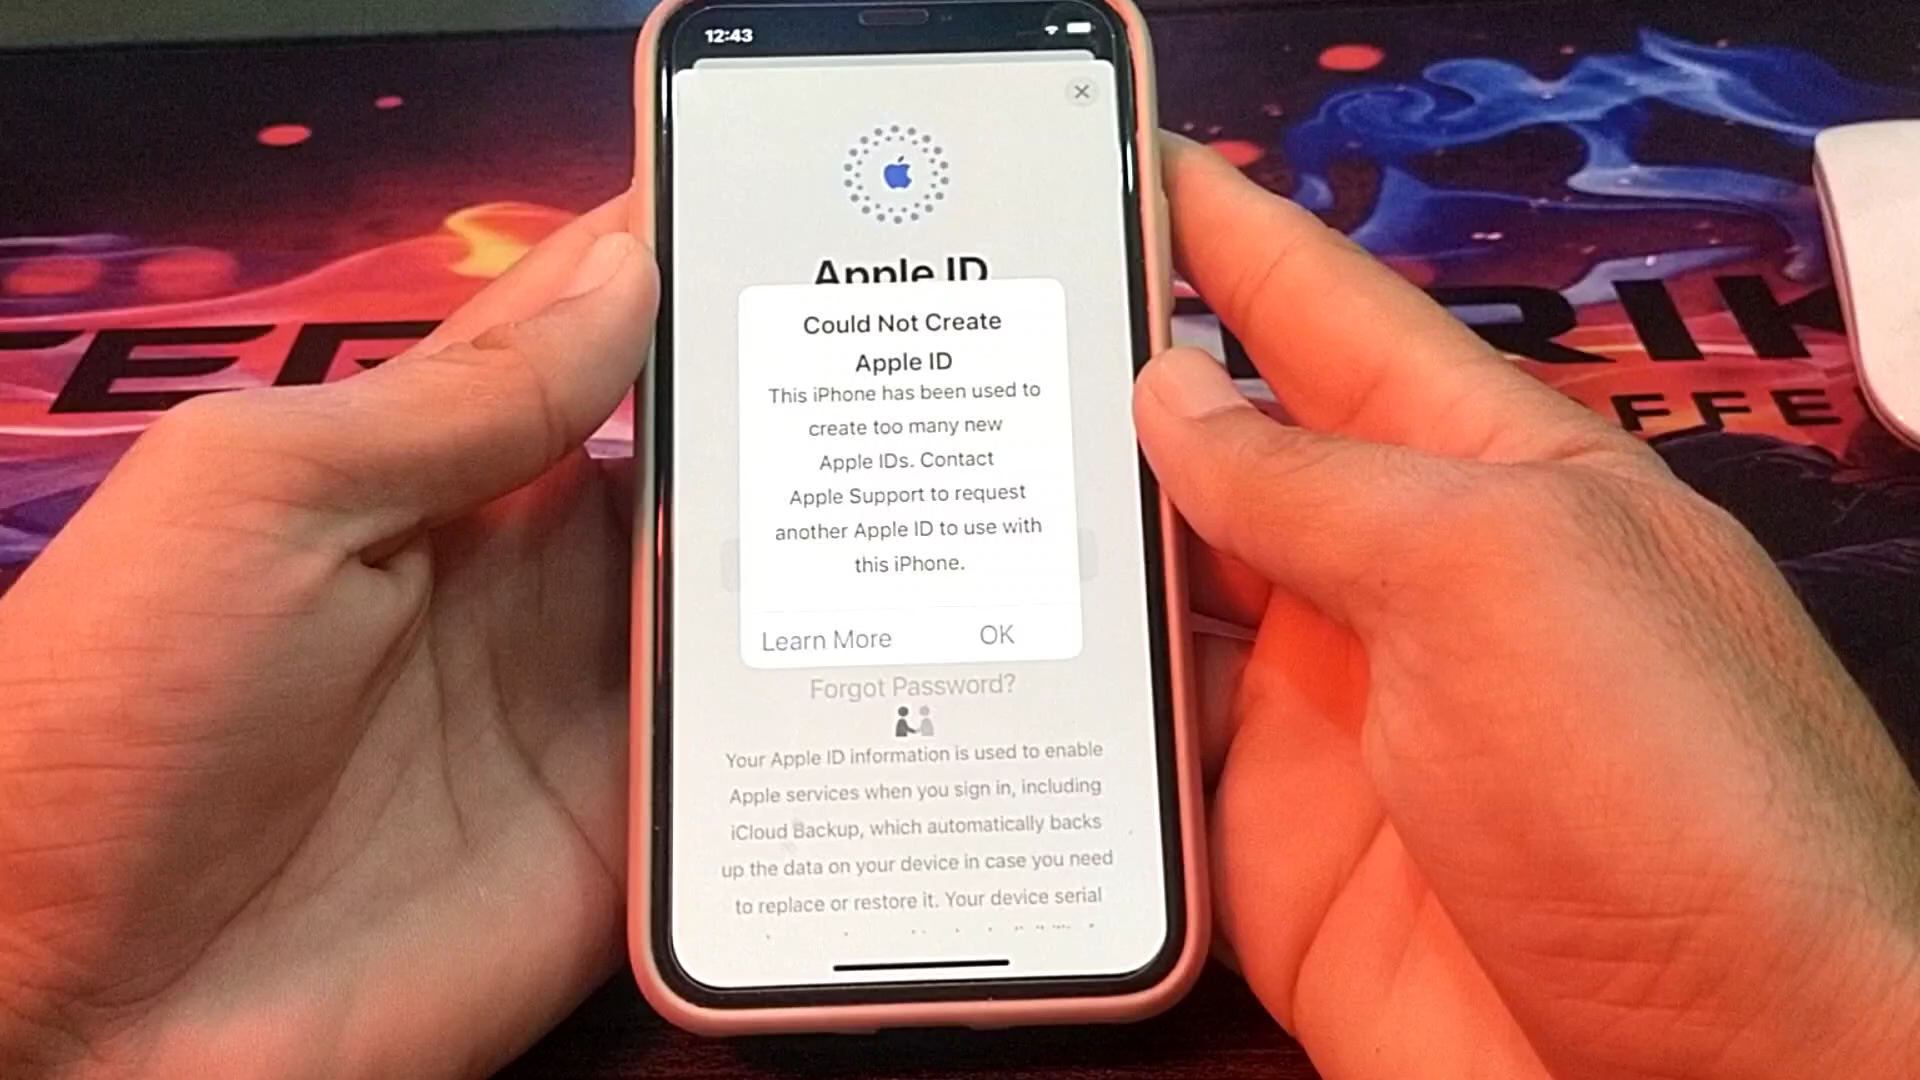 12:43
Apple ID
Could Not Create
Apple ID
This iPhone has been used to
create too many new
Apple IDs. Contact
Apple Support to request
another Apple ID to use with
this iPhone.
Learn More
OK
Forgot Password?
Your Apple ID information is used to enable
Apple services when you sign in, including
iCloud Backup, which automatically backs
up the data on your device in case you need
to replace or restore it. Your device serial